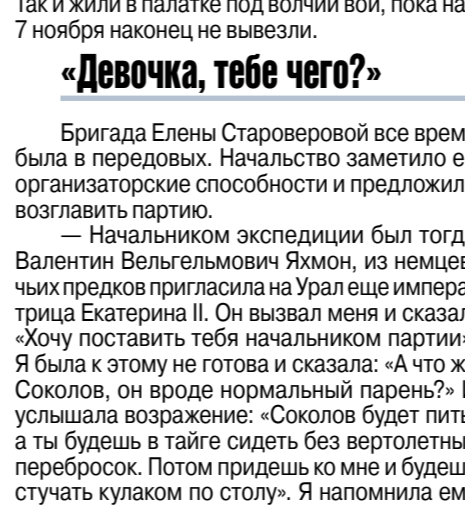 Так и жили в палатке под волчий вой, пока на
7 ноября наконец не вывезли.
«Девочка, тебе чего?»
Бригада Елены Староверовой все врем
была в передовых. Начальство заметило е
организаторские способности и предложил
возглавить партию.
— Начальником экспедиции был тогд
Валентин Вельгельмович Яхмон, из немцев
чьих предков пригласила на Урал еще импера
трица Екатерина II. Он вызвал меня и сказал
«Хочу поставить тебя начальником партии»
Я была к этому не готова и сказала: «А что ж
Соколов, он вроде нормальный парень?» И
услышала возражение: «Соколов будет пить
а ты будешь в тайге сидеть без вертолетны
перебросок. Потом придешь ко мне и будеш
стучать кулаком по столу». Я напомнила ем